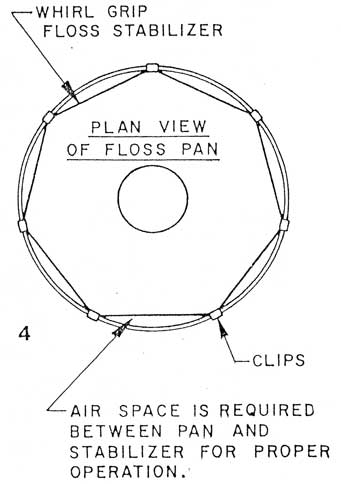 WHIRL GRIP
FLOSS STABILIZER
PLAN VIEW
OF FLOSS PAN
4
CLIPS
AIR SPACE IS REQUIRED
BETWEEN PAN AND
STABILIZER FOR PROPER
OPERATION.